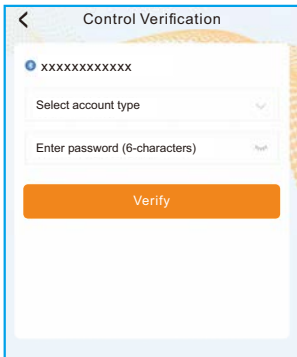 Control Verification
xxxxxxxxxxxx
Select account type
Enter password (6-characters)
Verify